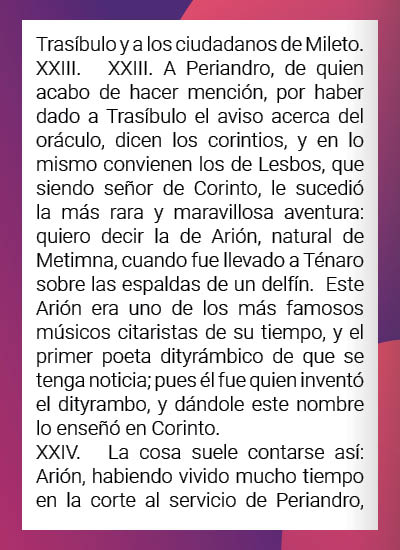 Trasíbulo y a los ciudadanos de Mileto.
XXIII. XXIII. A Periandro, de quien
acabo de hacer mención, por haber
dado a Trasíbulo el aviso acerca del
oráculo, dicen los corintios, y en lo
mismo convienen los de Lesbos, que
siendo señor de Corinto, le sucedió
la más rara y maravillosa aventura:
quiero decir la de Arión, natural de
Metimna, cuando fue llevado a Ténaro
sobre las espaldas de un delfín. Este
Arión era uno de los más famosos
músicos citaristas de su tiempo, y el
primer poeta dityrámbico de que se
tenga noticia; pues él fue quien inventó
el dityrambo, y dándole este nombre
lo enseñó en Corinto.
XXIV. La cosa suele contarse así:
Arión, habiendo vivido mucho tiempo
en la corte al servicio de Periandro,